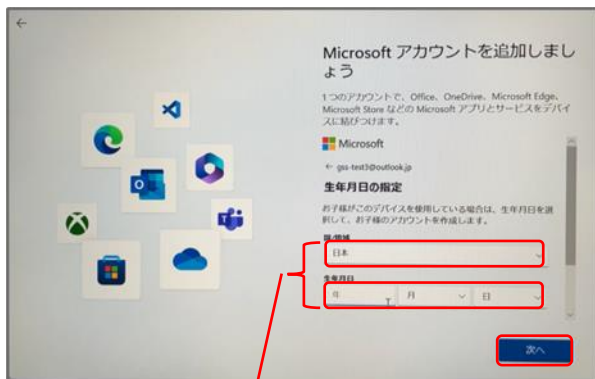 Microsoft アカウントを追加しまし
ょう
1 つのアカウントで、Office、OneDrive、Microsoft Edge、
Microsoft Store などの Microsoft アプリとサービスをデバイ
スに結びつけます。
Microsoft
← gss-test3@outlook.jp
生年月日の指定
お子様がこのデバイスを使用している場合は、生年月日を選
択して、お子様のアカウントを作成します。
国/地域
日本
生年月日
年 月 日
次へ